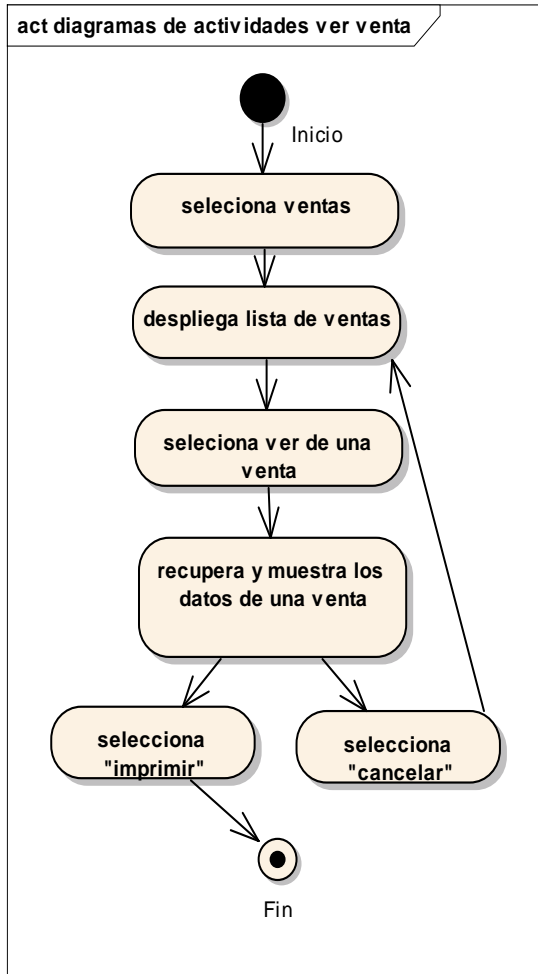 act diagramas de actividades ver venta
Inicio
seleciona ventas
despliega lista de ventas
seleciona ver de una
venta
recupera y muestra los
datos de una venta
selecciona
"imprimir"
selecciona
"cancelar"
Fin